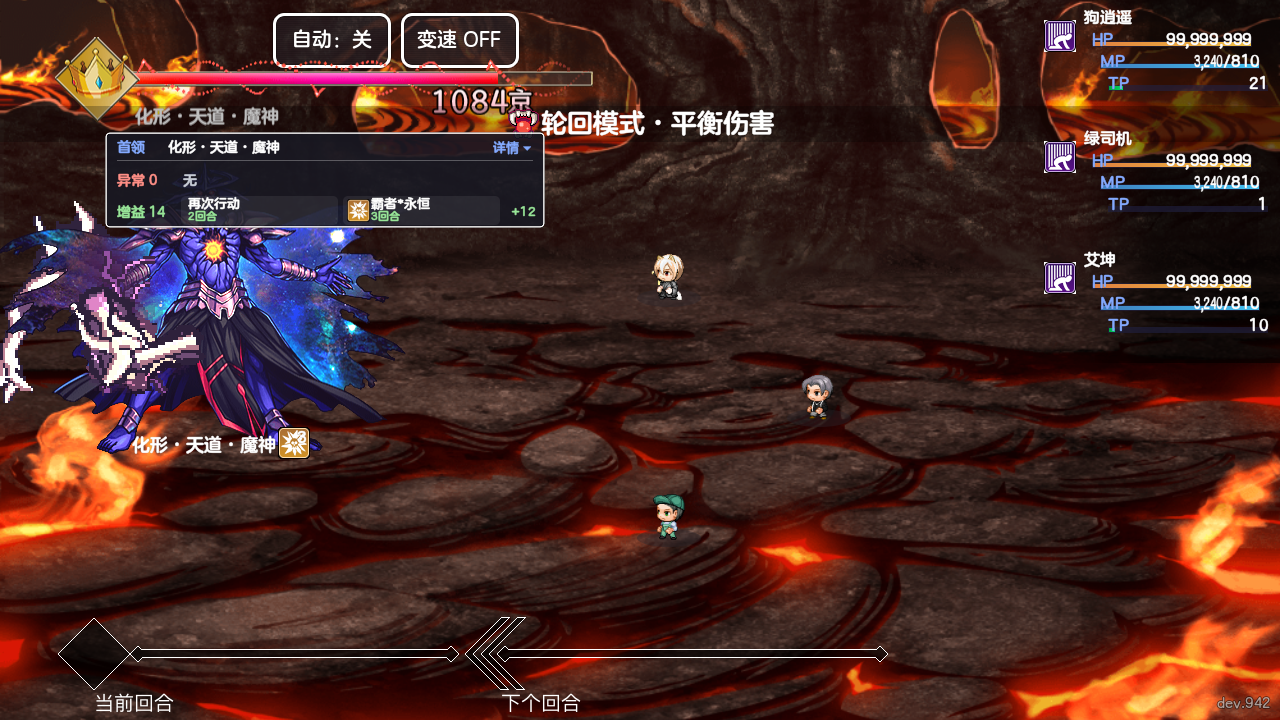 自动：关
变速 OFF
1084京
化形·天道·魔神
轮回模式·平衡伤害
首领 化形·天道·魔神 详情
异常 0 无
增益 14 再次行动 2回合 霸者*永恒 3回合 +12
化形·天道·魔神
狗逍遥
HP 99,999,999
MP 3,240/810
TP 21
绿司机
HP 99,999,999
MP 3,240/810
TP 1
艾坤
HP 99,999,999
MP 3,240/810
TP 10
当前回合
下个回合
dev.942